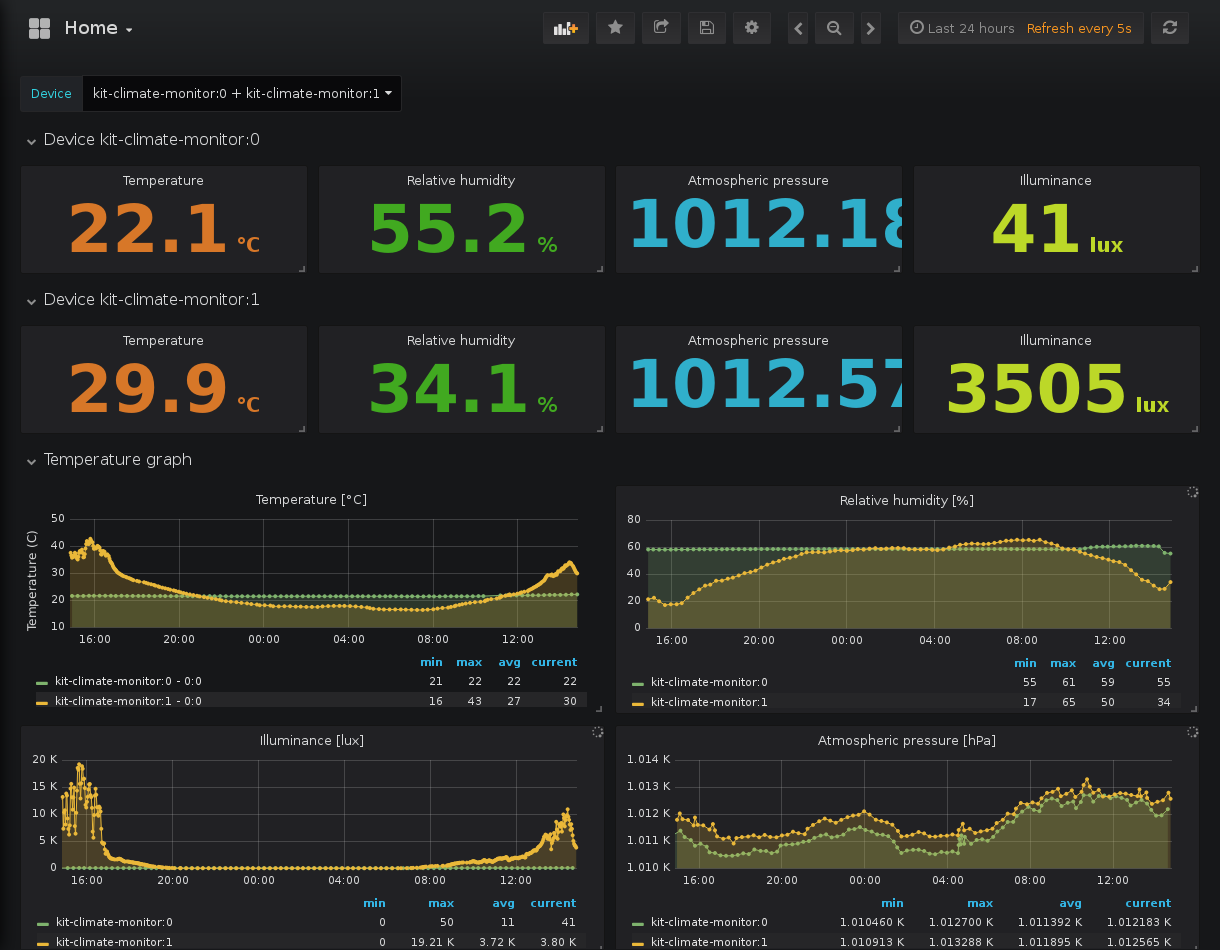 Home
Last 24 hours Refresh every 5s
Device kit-climate-monitor:0 + kit-climate-monitor:1
Device kit-climate-monitor:0
Temperature Relative humidity Atmospheric pressure Illuminance
22.1 °C 55.2 % 1012.18 41 lux
Device kit-climate-monitor:1
Temperature Relative humidity Atmospheric pressure Illuminance
29.9 °C 34.1 % 1012.57 3505 lux
Temperature graph
Temperature [°C]
Temperature (C)
50
40
30
20
10
16:00 20:00 00:00 04:00 08:00 12:00
min max avg current
kit-climate-monitor:0 - 0:0 21 22 22 22
kit-climate-monitor:1 - 0:0 16 43 27 30
Relative humidity [%]
80
60
40
20
0
16:00 20:00 00:00 04:00 08:00 12:00
min max avg current
kit-climate-monitor:0 55 61 59 55
kit-climate-monitor:1 17 65 50 34
Illuminance [lux]
20 K
15 K
10 K
5 K
0
16:00 20:00 00:00 04:00 08:00 12:00
min max avg current
kit-climate-monitor:0 0 50 11 41
kit-climate-monitor:1 0 19.21 K 3.72 K 3.80 K
Atmospheric pressure [hPa]
1.014 K
1.013 K
1.012 K
1.011 K
1.010 K
16:00 20:00 00:00 04:00 08:00 12:00
min max avg current
kit-climate-monitor:0 1.010460 K 1.012700 K 1.011392 K 1.012183 K
kit-climate-monitor:1 1.010913 K 1.013288 K 1.011895 K 1.012565 K